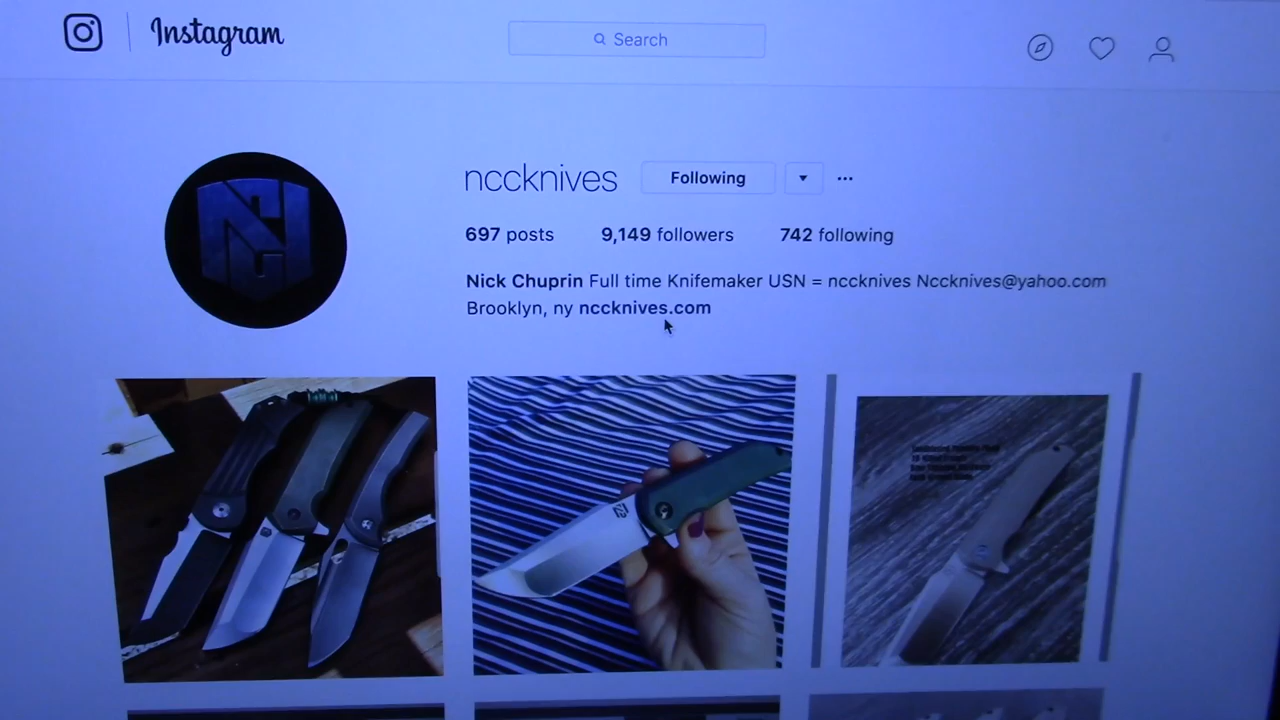 Instagram
Search
nccknives Following
697 posts 9,149 followers 742 following
Nick Chuprin Full time Knifemaker USN = nccknives Nccknives@yahoo.com
Brooklyn, ny nccknives.com